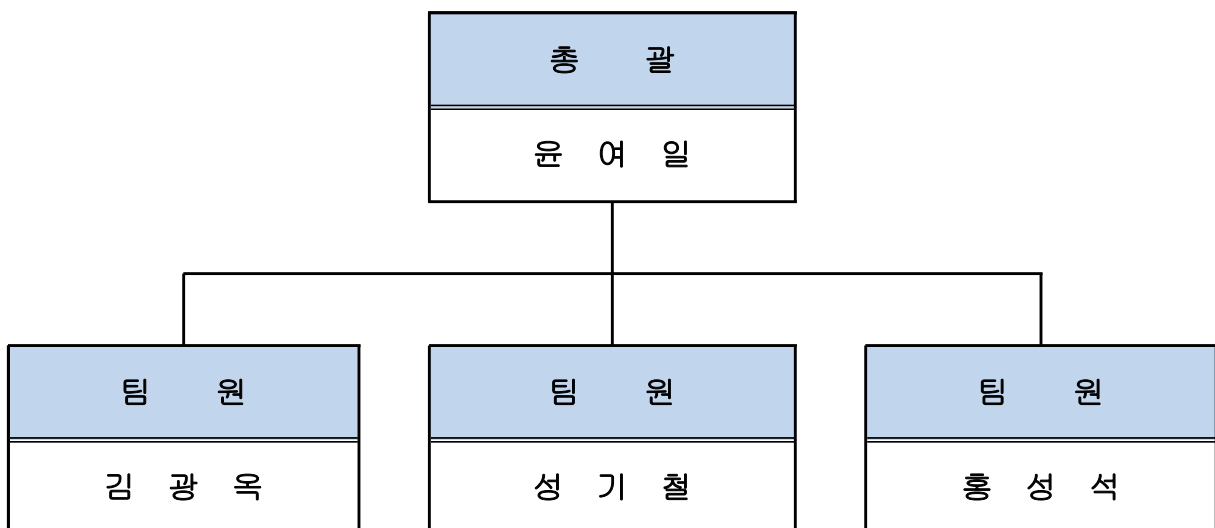 총 괄
윤 여 일
팀 원
김 광 옥
팀 원
성 기 철
팀 원
홍 성 석